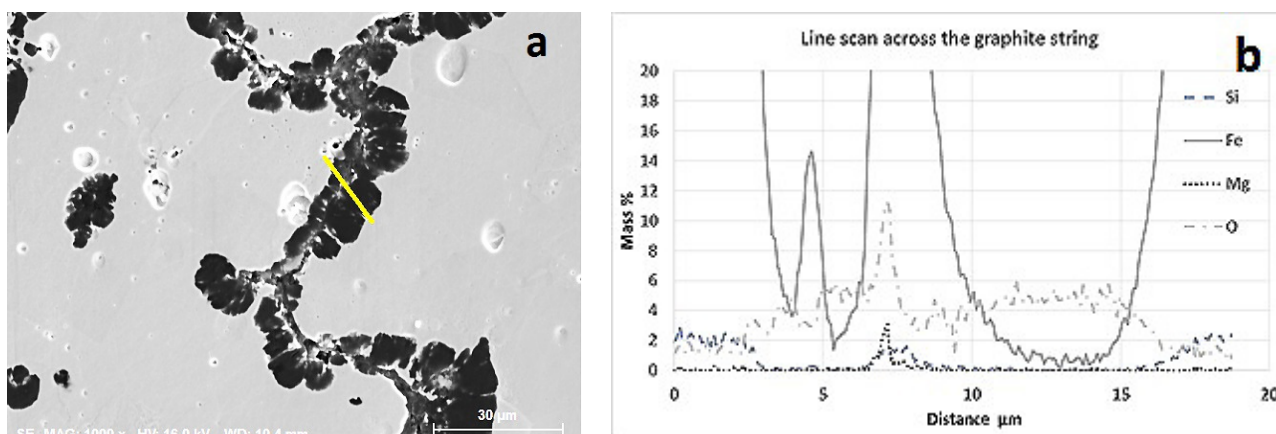 a
30 µm
SE MAG: 1000 x HV: 16.0 kV WD: 10.4 mm
Line scan across the graphite string
b
20
18
16
14
12
10
8
6
4
2
0
Mass %
0
5
10
15
20
Distance µm
Si
Fe
Mg
O